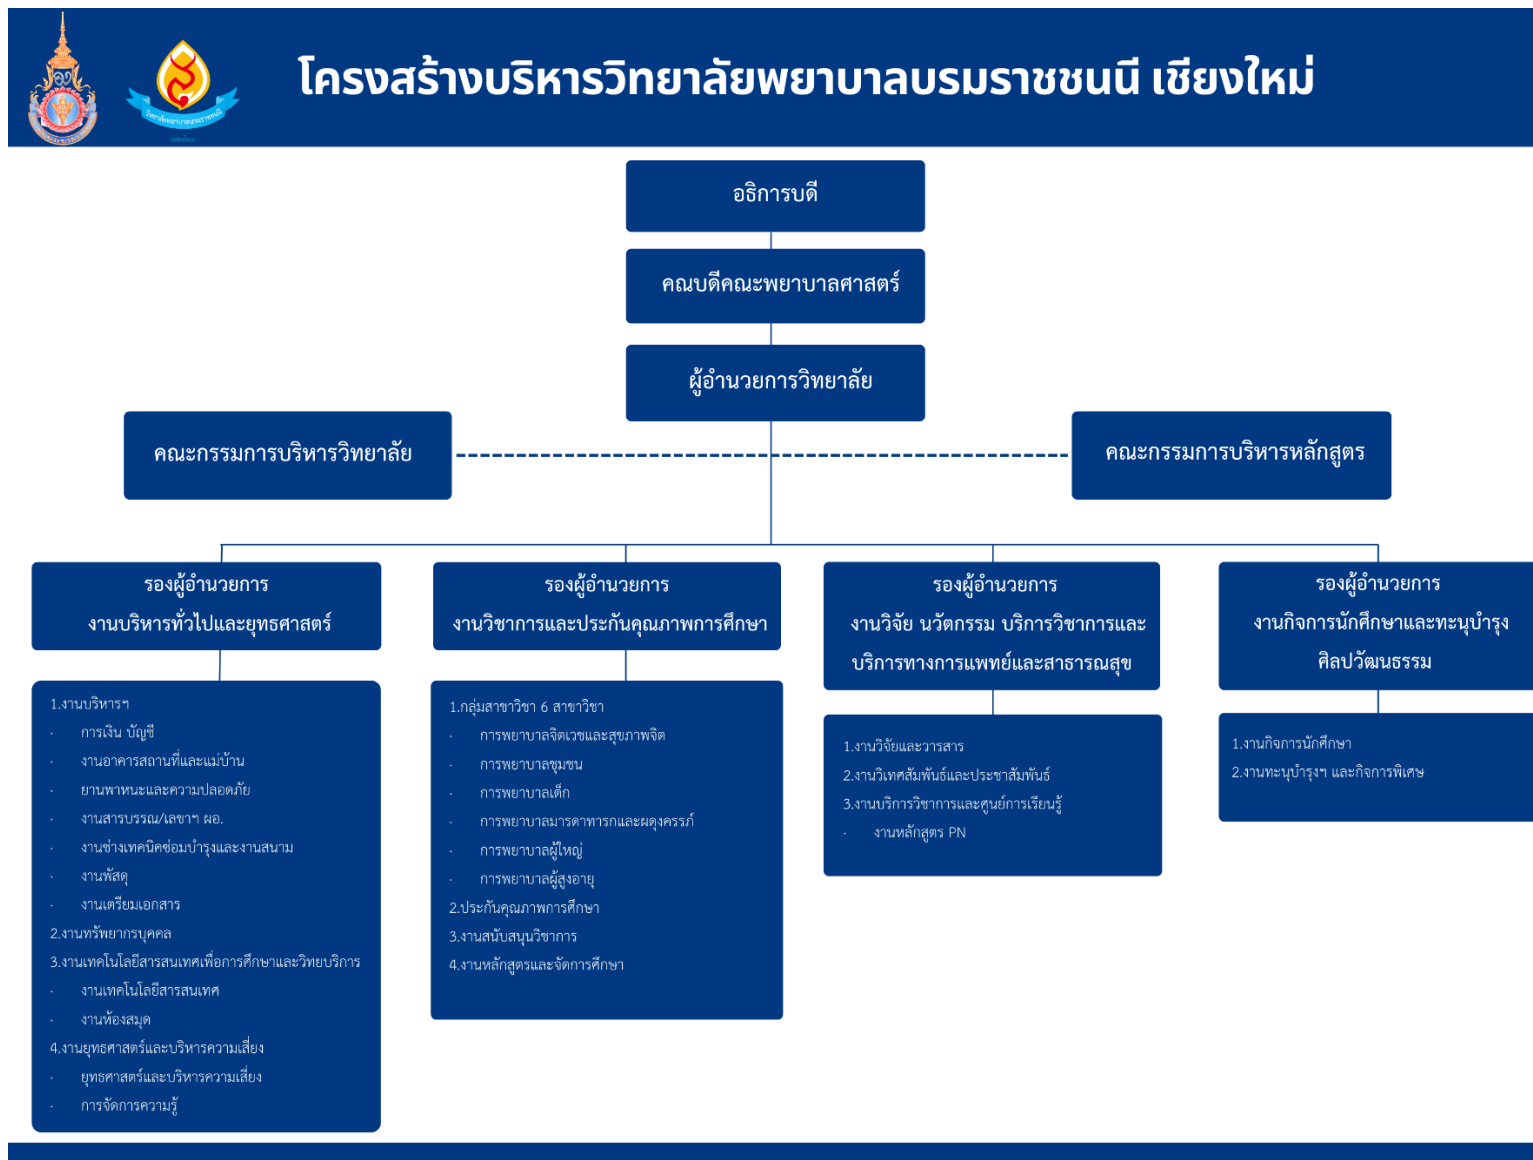 โครงสร้างบริหารวิทยาลัยพยาบาลบรมราชชนนี เชียงใหม่
วิทยาลัยพยาบาลบรมราชชนนี
เชียงใหม่
อธิการบดี
คณบดีคณะพยาบาลศาสตร์
ผู้อำนวยการวิทยาลัย
คณะกรรมการบริหารวิทยาลัย
คณะกรรมการบริหารหลักสูตร
รองผู้อำนวยการ
งานบริหารทั่วไปและยุทธศาสตร์
1.งานบริหารฯ
· การเงิน บัญชี
· งานอาคารสถานที่และแม่บ้าน
· ยานพาหนะและความปลอดภัย
· งานสารบรรณ/เลขาฯ ผอ.
· งานช่างเทคนิคซ่อมบำรุงและงานสนาม
· งานพัสดุ
· งานเตรียมเอกสาร
2.งานทรัพยากรบุคคล
3.งานเทคโนโลยีสารสนเทศเพื่อการศึกษาและวิทยบริการ
· งานเทคโนโลยีสารสนเทศ
· งานห้องสมุด
4.งานยุทธศาสตร์และบริหารความเสี่ยง
· ยุทธศาสตร์และบริหารความเสี่ยง
· การจัดการความรู้
รองผู้อำนวยการ
งานวิชาการและประกันคุณภาพการศึกษา
1.กลุ่มสาขาวิชา 6 สาขาวิชา
· การพยาบาลจิตเวชและสุขภาพจิต
· การพยาบาลชุมชน
· การพยาบาลเด็ก
· การพยาบาลมารดาทารกและผดุงครรภ์
· การพยาบาลผู้ใหญ่
· การพยาบาลผู้สูงอายุ
2.ประกันคุณภาพการศึกษา
3.งานสนับสนุนวิชาการ
4.งานหลักสูตรและจัดการศึกษา
รองผู้อำนวยการ
งานวิจัย นวัตกรรม บริการวิชาการและ
บริการทางการแพทย์และสาธารณสุข
1.งานวิจัยและวารสาร
2.งานวิเทศสัมพันธ์และประชาสัมพันธ์
3.งานบริการวิชาการและศูนย์การเรียนรู้
· งานหลักสูตร PN
รองผู้อำนวยการ
งานกิจการนักศึกษาและทะนุบำรุง
ศิลปวัฒนธรรม
1.งานกิจการนักศึกษา
2.งานทะนุบำรุงฯ และกิจการพิเศษ